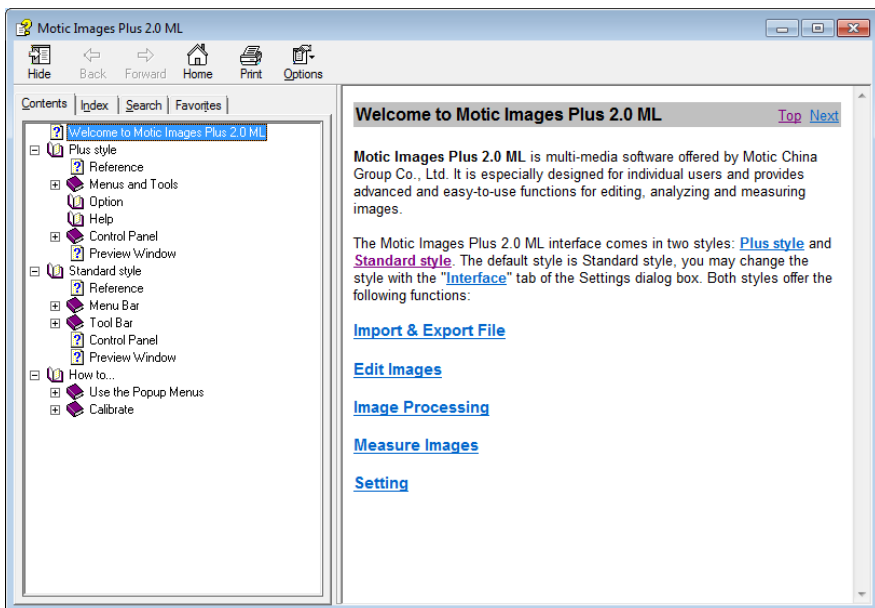 Motic Images Plus 2.0 ML
Hide Back Forward Home Print Options
Contents Index Search Favorites
Welcome to Motic Images Plus 2.0 ML
Plus style
Reference
Menus and Tools
Option
Help
Control Panel
Preview Window
Standard style
Reference
Menu Bar
Tool Bar
Control Panel
Preview Window
How to...
Use the Popup Menus
Calibrate
Welcome to Motic Images Plus 2.0 ML Top Next
Motic Images Plus 2.0 ML is multi-media software offered by Motic China
Group Co., Ltd. It is especially designed for individual users and provides
advanced and easy-to-use functions for editing, analyzing and measuring
images.
The Motic Images Plus 2.0 ML interface comes in two styles: Plus style and
Standard style. The default style is Standard style, you may change the
style with the "Interface" tab of the Settings dialog box. Both styles offer the
following functions:
Import & Export File
Edit Images
Image Processing
Measure Images
Setting